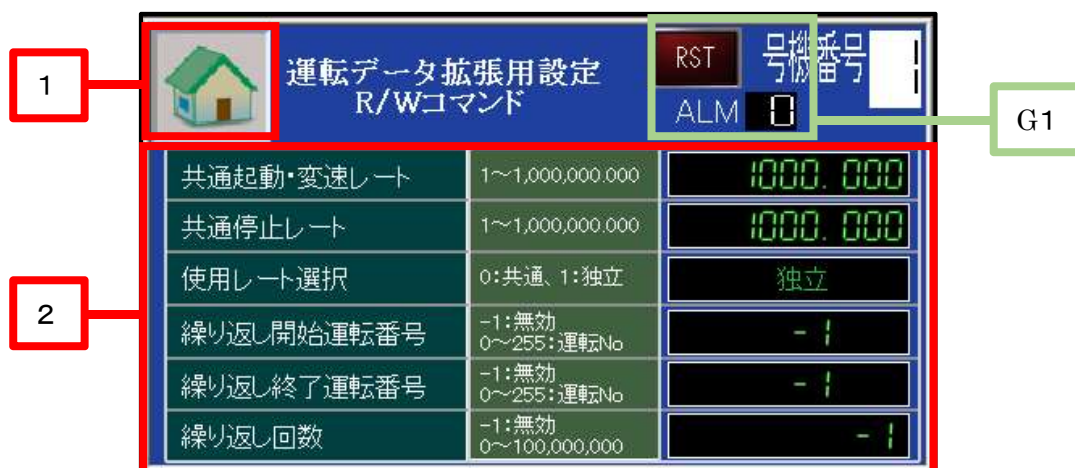 1
運転データ拡張用設定
R/Wコマンド
RST
号機番号
1
ALM 0
G1
2
共通起動・変速レート 1～1,000,000.000 1000.000
共通停止レート 1～1,000,000.000 1000.000
使用レート選択 0:共通、1:独立 独立
繰り返し開始運転番号 -1:無効 0～255:運転No -1
繰り返し終了運転番号 -1:無効 0～255:運転No -1
繰り返し回数 -1:無効 0～100,000,000 -1